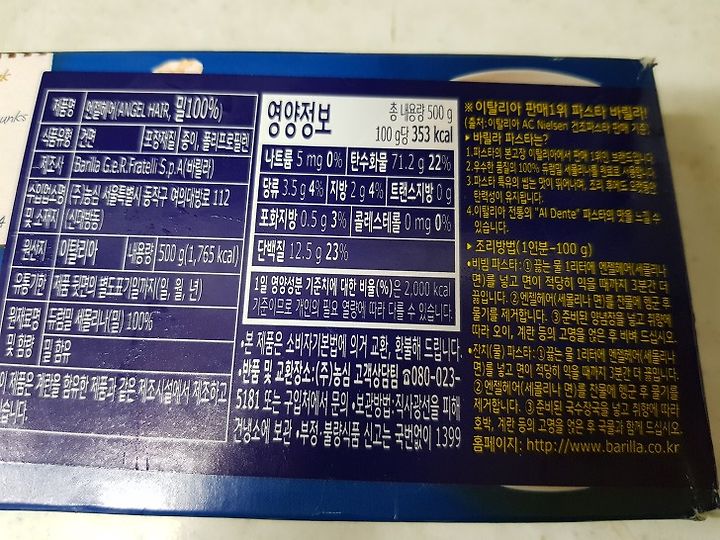 unks
제품명 엔젤헤어(ANGEL HAIR, 밀100%)
식품유형 건면 포장재질 종이, 폴리프로필렌
제조사 Barilla G.e.R.Fratelli S.p.A(바릴라)
수입원소명 및 소재지 (주)농심 서울특별시 동작구 여의대방로 112
(신대방동)
원산지 이탈리아 내용량 500 g(1,765 kcal)
유통기한 제품 뒷면의 별도표기일까지(일, 월, 년)
원재료명 및 함량 듀럼밀 세몰리나(밀) 100%
밀 함유
이 제품은 계란을 함유한 제품과 같은 제조시설에서 제조하고
있습니다.
영양정보 총 내용량 500 g
100 g당 353 kcal
나트륨 5 mg 0% 탄수화물 71.2 g 22%
당류 3.5 g 4% 지방 2 g 4% 트랜스지방 0 g
포화지방 0.5 g 3% 콜레스테롤 0 mg 0%
단백질 12.5 g 23%
1일 영양성분 기준치에 대한 비율(%)은 2,000 kcal
기준이므로 개인의 필요 열량에 따라 다를 수 있습니다.
•본 제품은 소비자기본법에 의거 교환, 환불해 드립니다.
•반품 및 교환장소:(주)농심 고객상담팀 ☎080-023-
5181 또는 구입처에서 문의 •보관방법:직사광선을 피해
건냉소에 보관 •부정·불량식품 신고는 국번없이 1399
※ 이탈리아 판매1위 파스타 바릴라!
(출처:이탈리아 AC Nielsen 건조파스타 판매 기준)
▶ 바릴라 파스타는?
1.파스타의 본고장 이탈리아에서 판매 1위인 브랜드입니다.
2.우수한 품질의 100% 듀럼밀 세몰리나를 원료로 사용합니다.
3.파스타 특유의 씹는 맛이 뛰어나며, 조리 후에도 오랫동안
탄력성이 유지됩니다.
4.이탈리아 전통의 "Al Dente" 파스타의 맛을 느낄 수
있습니다.
▶ 조리방법(1인분–100 g)
•비빔 파스타:①끓는 물 1리터에 엔젤헤어(세몰리나
면)를 넣고 면이 적당히 익을 때까지 3분간 더
끓입니다. ②엔젤헤어(세몰리나 면)를 찬물에 헹군 후
물기를 제거합니다. ③준비된 양념장을 넣고 취향에
따라 오이, 계란 등의 고명을 얹은 후 비벼 드십시오.
•잔치(물) 파스타:①끓는 물 1리터에 엔젤헤어(세몰리나
면)를 넣고 면이 적당히 익을 때까지 3분간 더 끓입니다.
②엔젤헤어(세몰리나 면)를 찬물에 헹군 후 물기를
제거합니다. ③준비된 국수장국을 넣고 취향에 따라
호박, 계란 등의 고명을 얹은 후 국물과 함께 드십시오.
홈페이지: http://www.barilla.co.kr